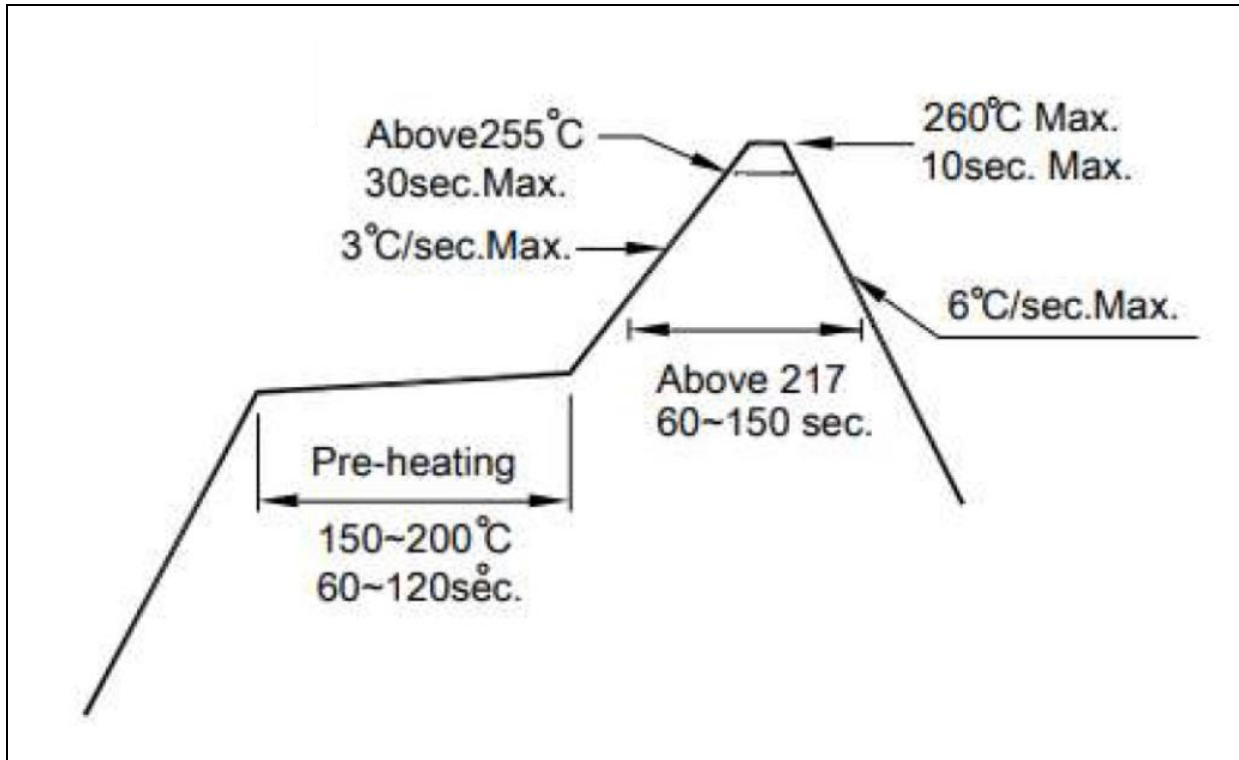 Above255°C
30sec.Max.
260°C Max.
10sec. Max.
3°C/sec.Max.
6°C/sec.Max.
Above 217
60~150 sec.
Pre-heating
150~200°C
60~120sec.